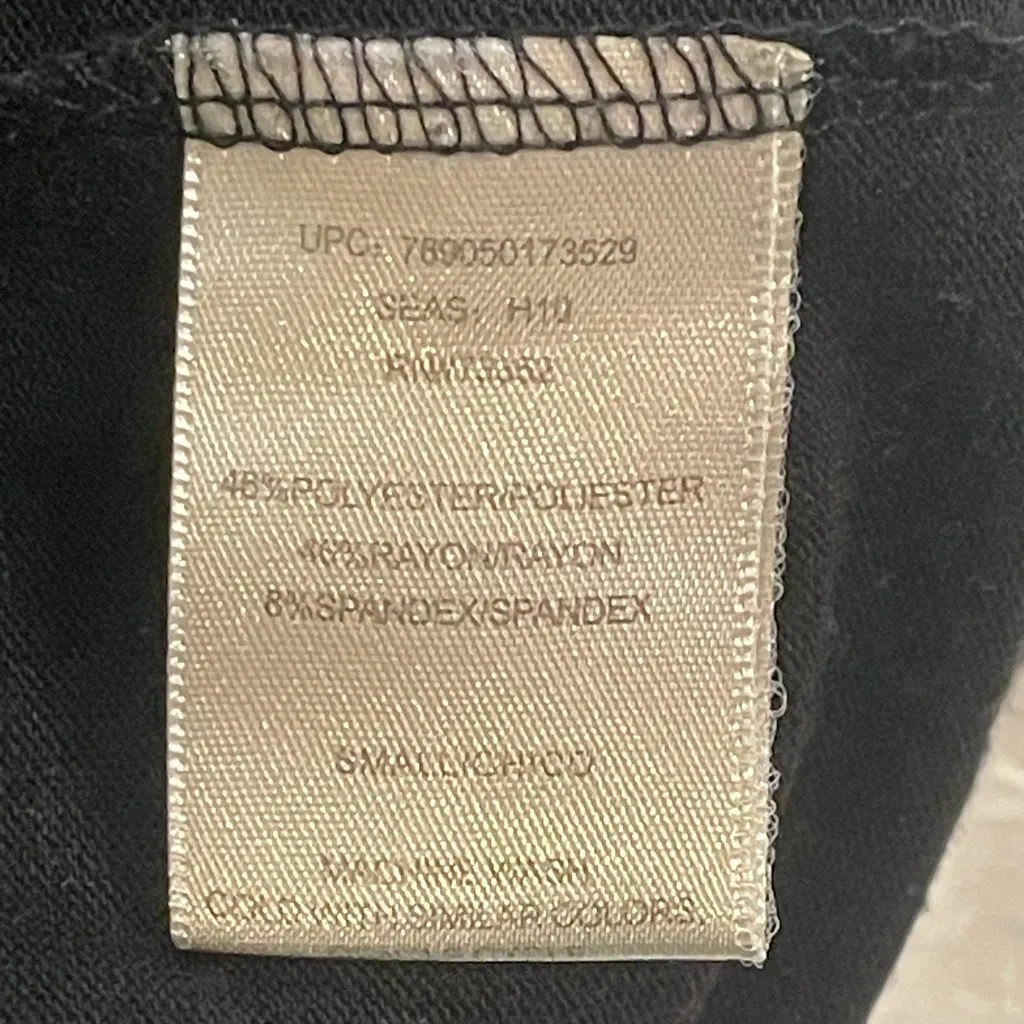 UPC: 789050173529
SEAS: H10
46%POLYESTER/POLIESTER
46%RAYON/RAYON
8%SPANDEX/SPANDEX
SMALL/CHICO
MACHINE WASH
COLD WITH SIMILAR COLORS.